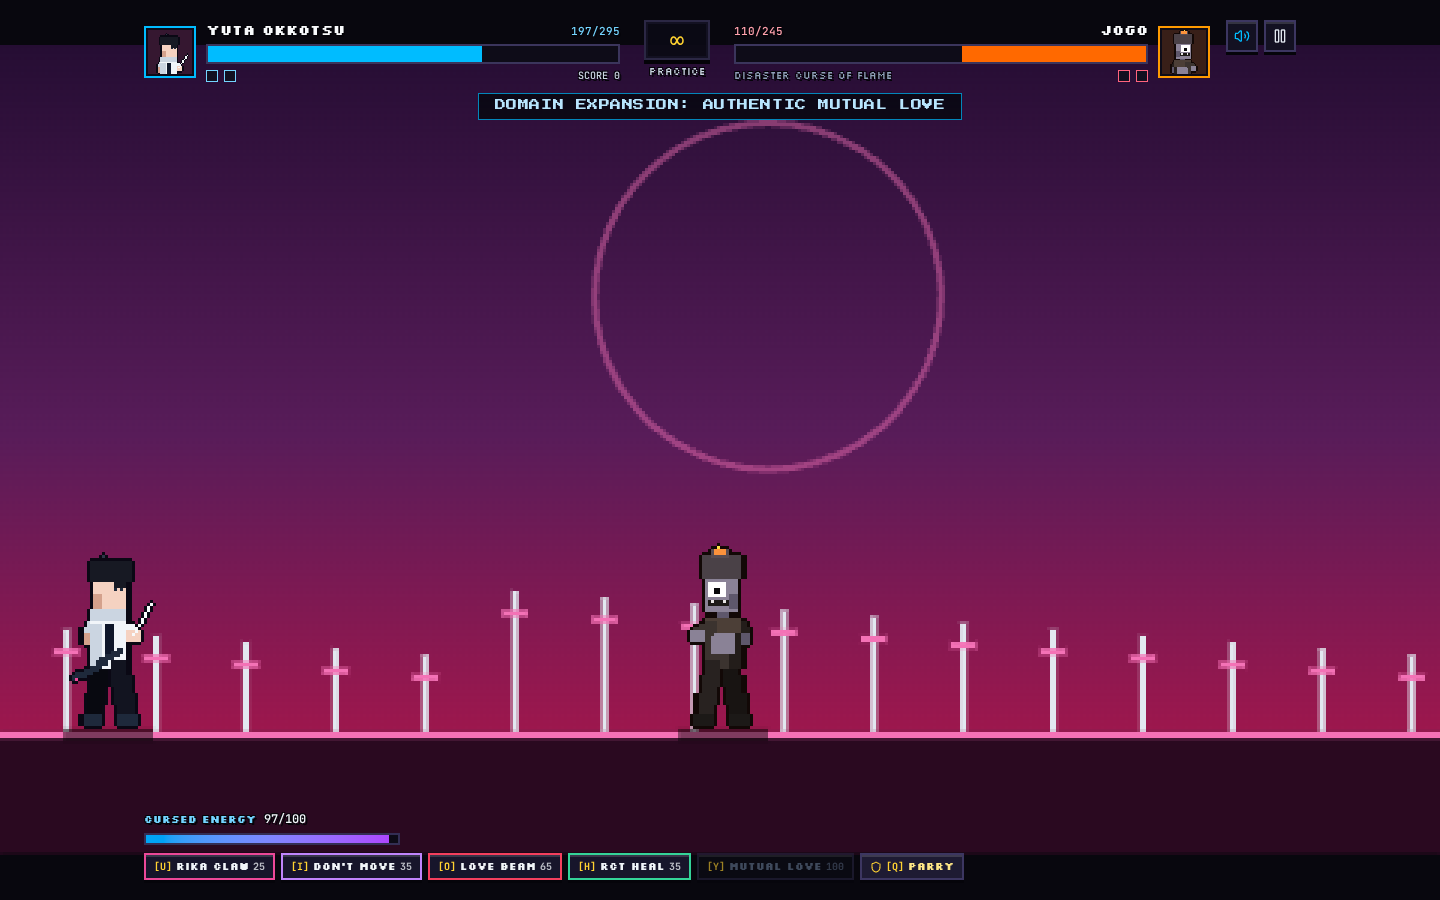 YUTA OKKOTSU
197/295
∞
PRACTICE
110/245
JOGO
SCORE 0
DISASTER CURSE OF FLAME
DOMAIN EXPANSION: AUTHENTIC MUTUAL LOVE
CURSED ENERGY 97/100
[U] RIKA CLAW 25
[I] DON'T MOVE 35
[O] LOVE BEAM 65
[H] RCT HEAL 35
[Y] MUTUAL LOVE 100
[Q] PARRY